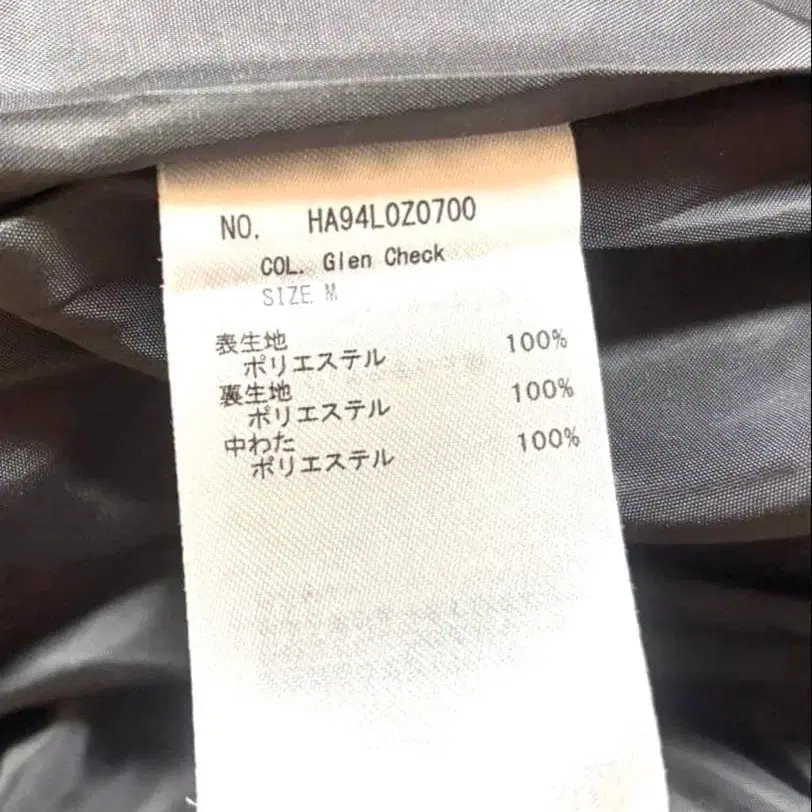 NO. HA94L0Z0700
COL. Glen Check
SIZE M
表生地
ポリエステル 100%
裏生地
ポリエステル 100%
中わた
ポリエステル 100%